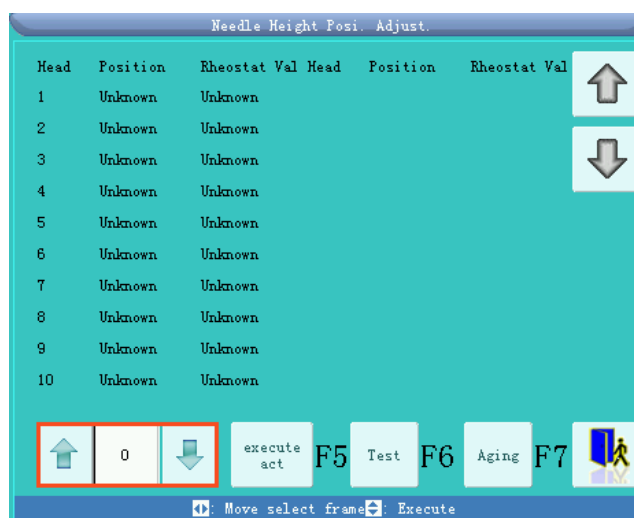 Needle Height Posi. Adjust.
Head Position Rheostat Val Head Position Rheostat Val
1 Unknown Unknown
2 Unknown Unknown
3 Unknown Unknown
4 Unknown Unknown
5 Unknown Unknown
6 Unknown Unknown
7 Unknown Unknown
8 Unknown Unknown
9 Unknown Unknown
10 Unknown Unknown
0 execute act F5 Test F6 Aging F7
: Move select frame : Execute